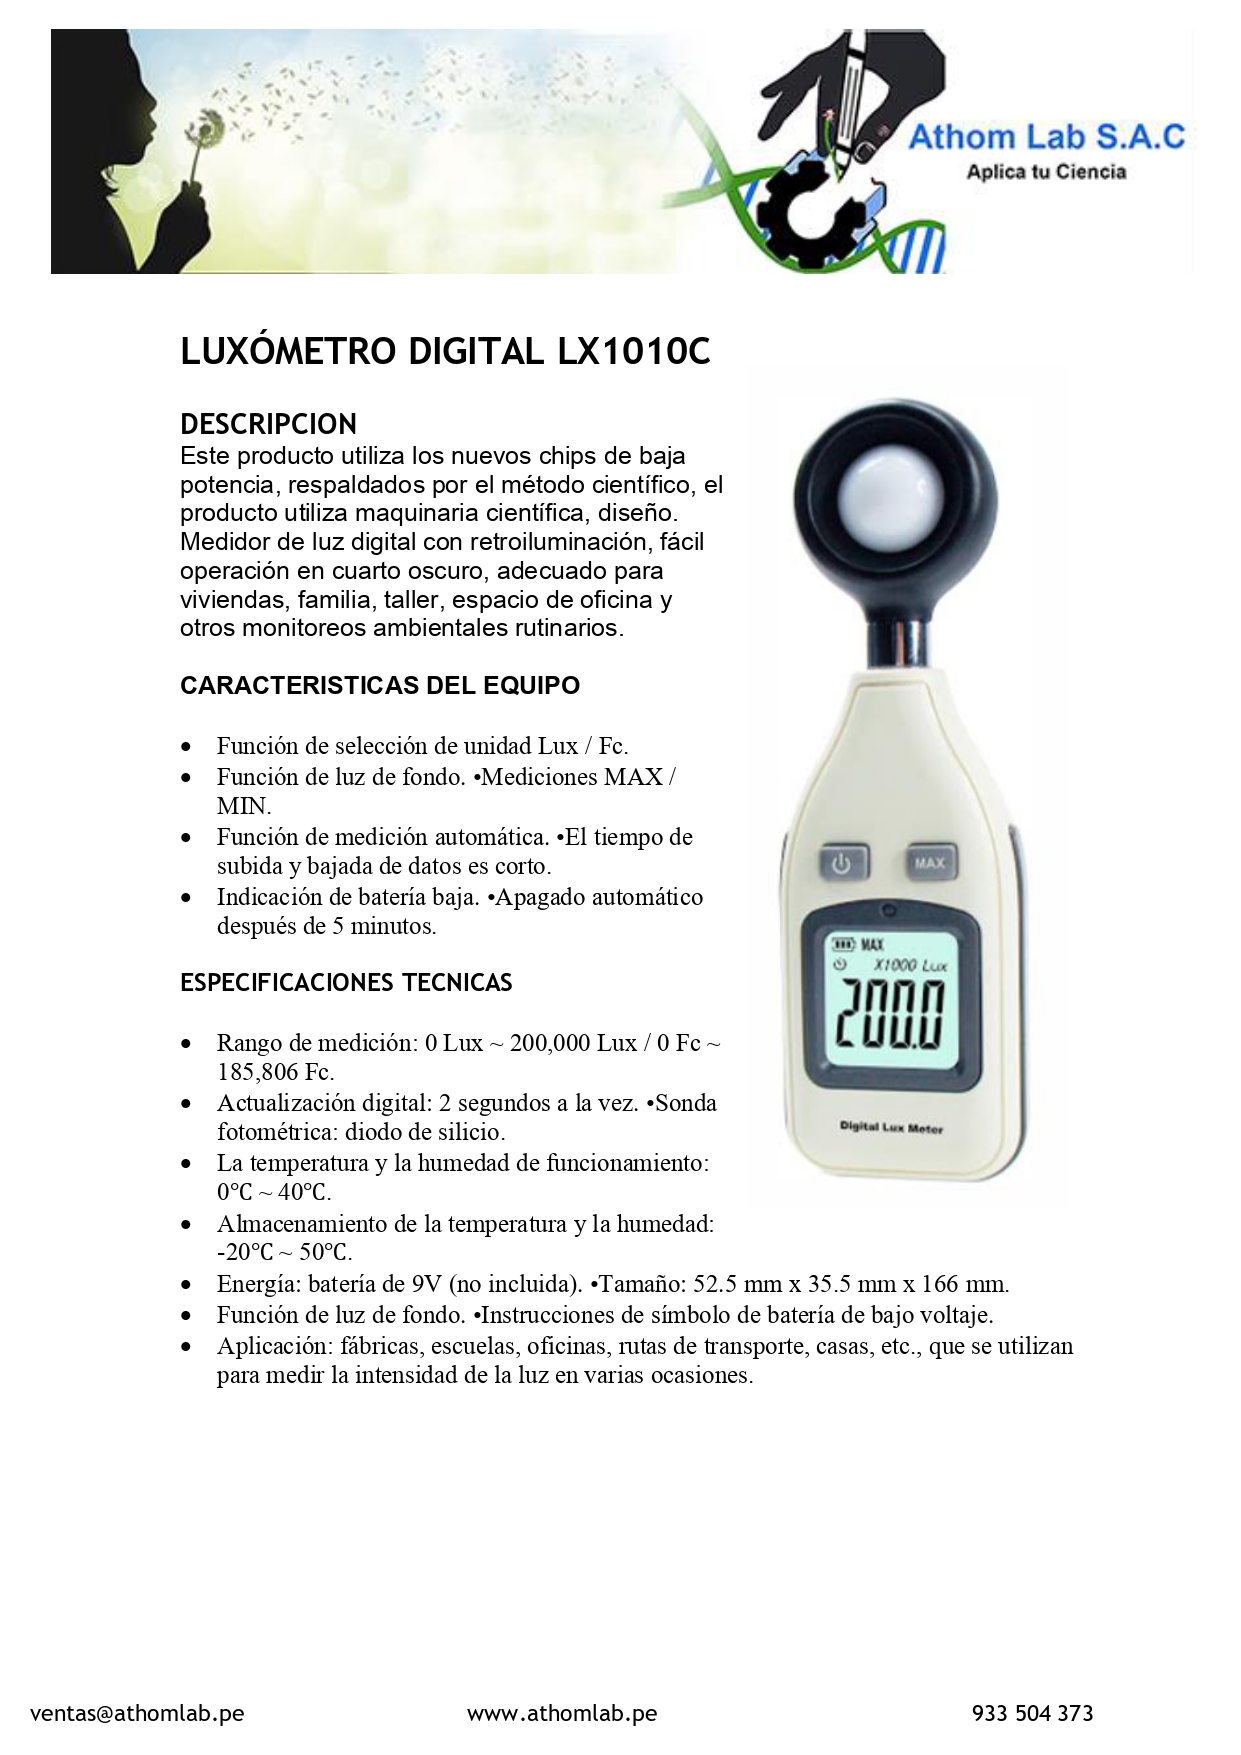 Athom Lab S.A.C
Aplica tu Ciencia
LUXÓMETRO DIGITAL LX1010C
DESCRIPCION
Este producto utiliza los nuevos chips de baja
potencia, respaldados por el método científico, el
producto utiliza maquinaria científica, diseño.
Medidor de luz digital con retroiluminación, fácil
operación en cuarto oscuro, adecuado para
viviendas, familia, taller, espacio de oficina y
otros monitoreos ambientales rutinarios.
CARACTERISTICAS DEL EQUIPO
• Función de selección de unidad Lux / Fc.
• Función de luz de fondo. •Mediciones MAX /
MIN.
• Función de medición automática. •El tiempo de
subida y bajada de datos es corto.
• Indicación de batería baja. •Apagado automático
después de 5 minutos.
ESPECIFICACIONES TECNICAS
• Rango de medición: 0 Lux ~ 200,000 Lux / 0 Fc ~
185,806 Fc.
• Actualización digital: 2 segundos a la vez. •Sonda
fotométrica: diodo de silicio.
• La temperatura y la humedad de funcionamiento:
0℃ ~ 40℃.
• Almacenamiento de la temperatura y la humedad:
-20℃ ~ 50℃.
• Energía: batería de 9V (no incluida). •Tamaño: 52.5 mm x 35.5 mm x 166 mm.
• Función de luz de fondo. •Instrucciones de símbolo de batería de bajo voltaje.
• Aplicación: fábricas, escuelas, oficinas, rutas de transporte, casas, etc., que se utilizan
para medir la intensidad de la luz en varias ocasiones.
MAX
MAX
X1000 Lux
200.0
Digital Lux Meter
ventas@athomlab.pe www.athomlab.pe 933 504 373